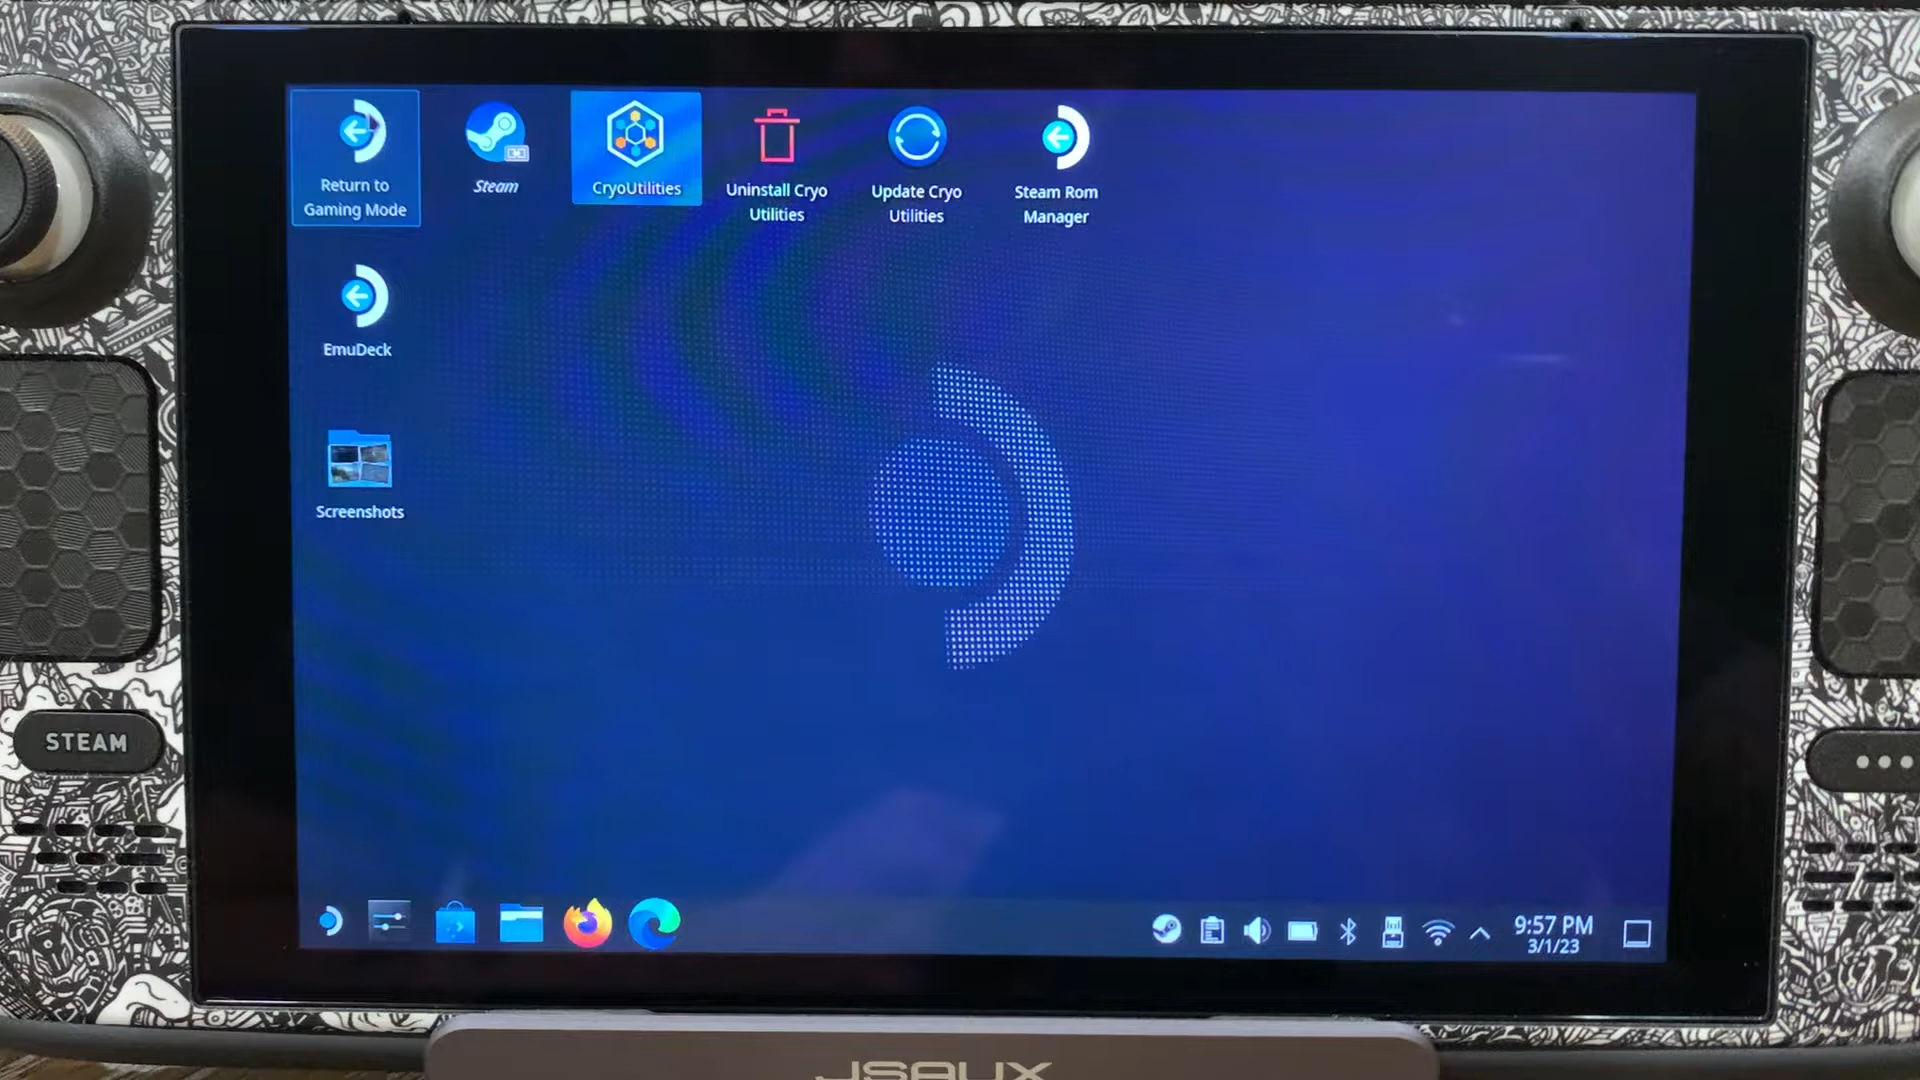 Return to
Gaming Mode
Steam
CryoUtilities
Uninstall Cryo
Utilities
Update Cryo
Utilities
Steam Rom
Manager
EmuDeck
Screenshots
STEAM
9:57 PM
3/1/23
JSAUX